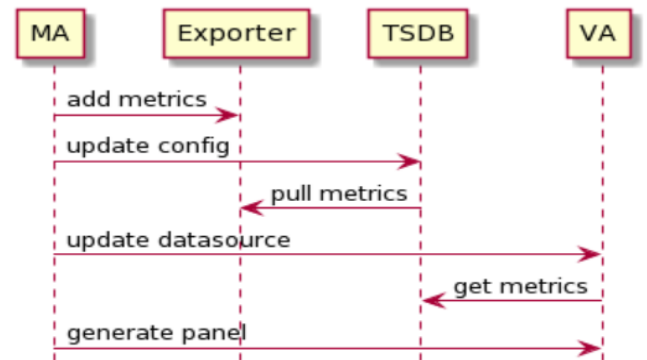 MA Exporter TSDB VA
add metrics
update config
pull metrics
update datasource
get metrics
generate panel